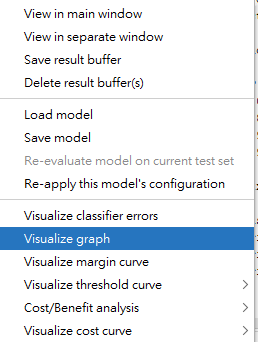 View in main window
View in separate window
Save result buffer
Delete result buffer(s)
Load model
Save model
Re-evaluate model on current test set
Re-apply this model's configuration
Visualize classifier errors
Visualize graph
Visualize margin curve
Visualize threshold curve
Cost/Benefit analysis
Visualize cost curve